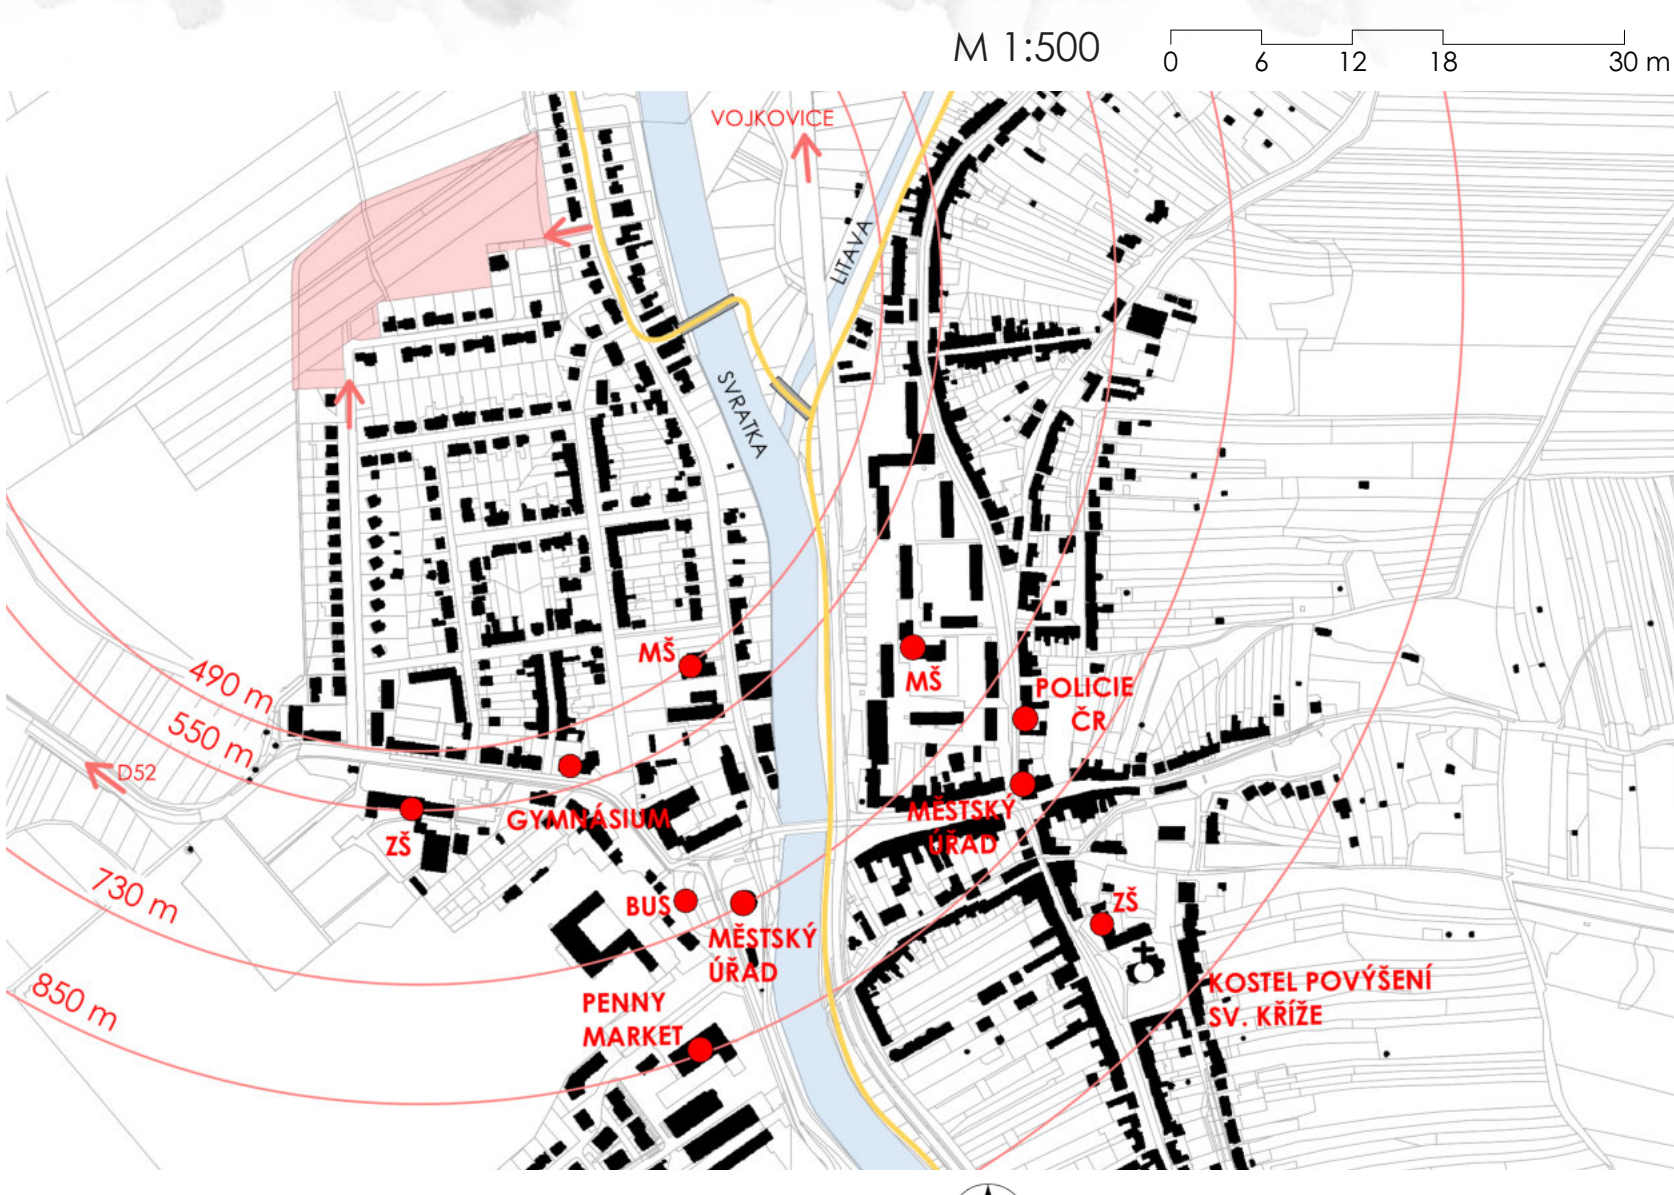 M 1:500
0 6 12 18 30 m
VOJKOVICE
LITAVA
SVRATKA
MŠ
MŠ
490 m
POLICIE
ČR
550 m
D52
MĚSTSKÝ
ÚŘAD
GYMNÁSIUM
ZŠ
730 m
BUS
ZŠ
MĚSTSKÝ
ÚŘAD
850 m
KOSTEL POVÝŠENÍ
SV. KŘÍŽE
PENNY
MARKET